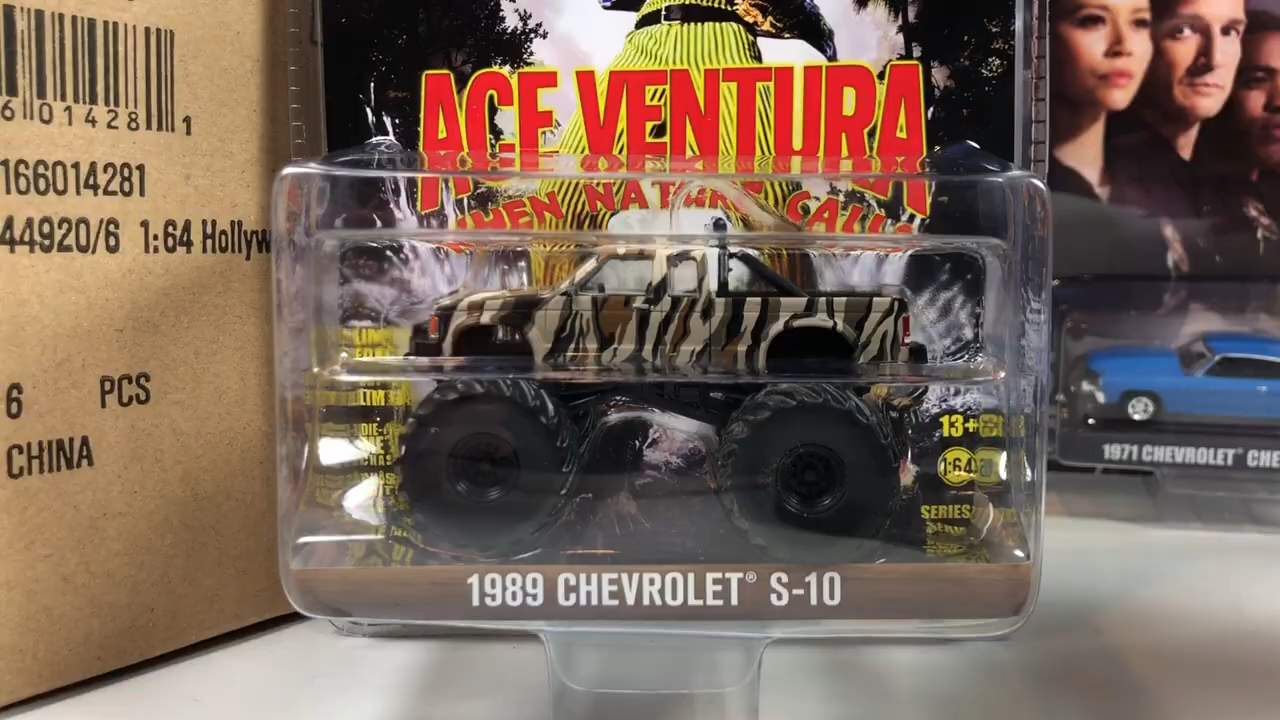 601428 1
166014281
44920/6 1:64 Hollyw
6 PCS
CHINA
ACE VENTURA
WHEN NATURE CALLS
13+
1:64
SERIES
1989 CHEVROLET® S-10
1971 CHEVROLET® CHE